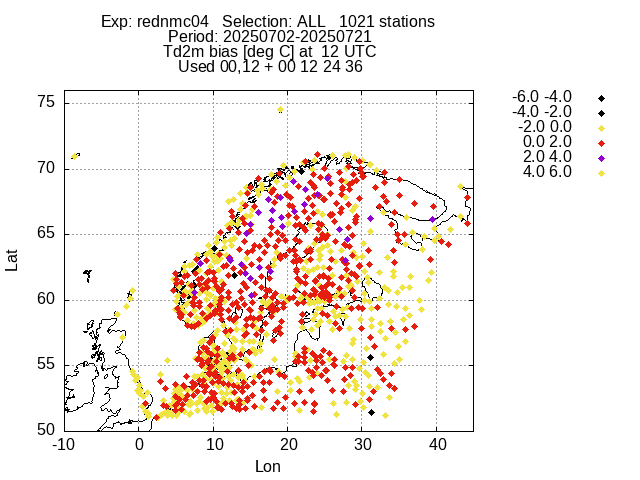 Exp: rednmc04   Selection: ALL   1021 stations
Period: 20250702-20250721
Td2m bias [deg C] at  12 UTC
Used 00,12 + 00 12 24 36
-6.0 -4.0
-4.0 -2.0
-2.0 0.0
0.0 2.0
2.0 4.0
4.0 6.0
75
70
65
60
55
50
Lat
-10 0 10 20 30 40
Lon